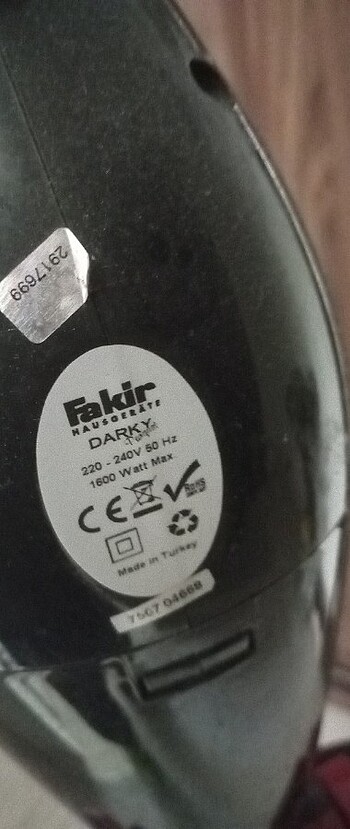 2917699
Fakir
HAUSGERÄTE
DARKY
220 - 240V 50 Hz
1600 Watt Max.
CE
RoHS
Made in Turkey
7567 04668